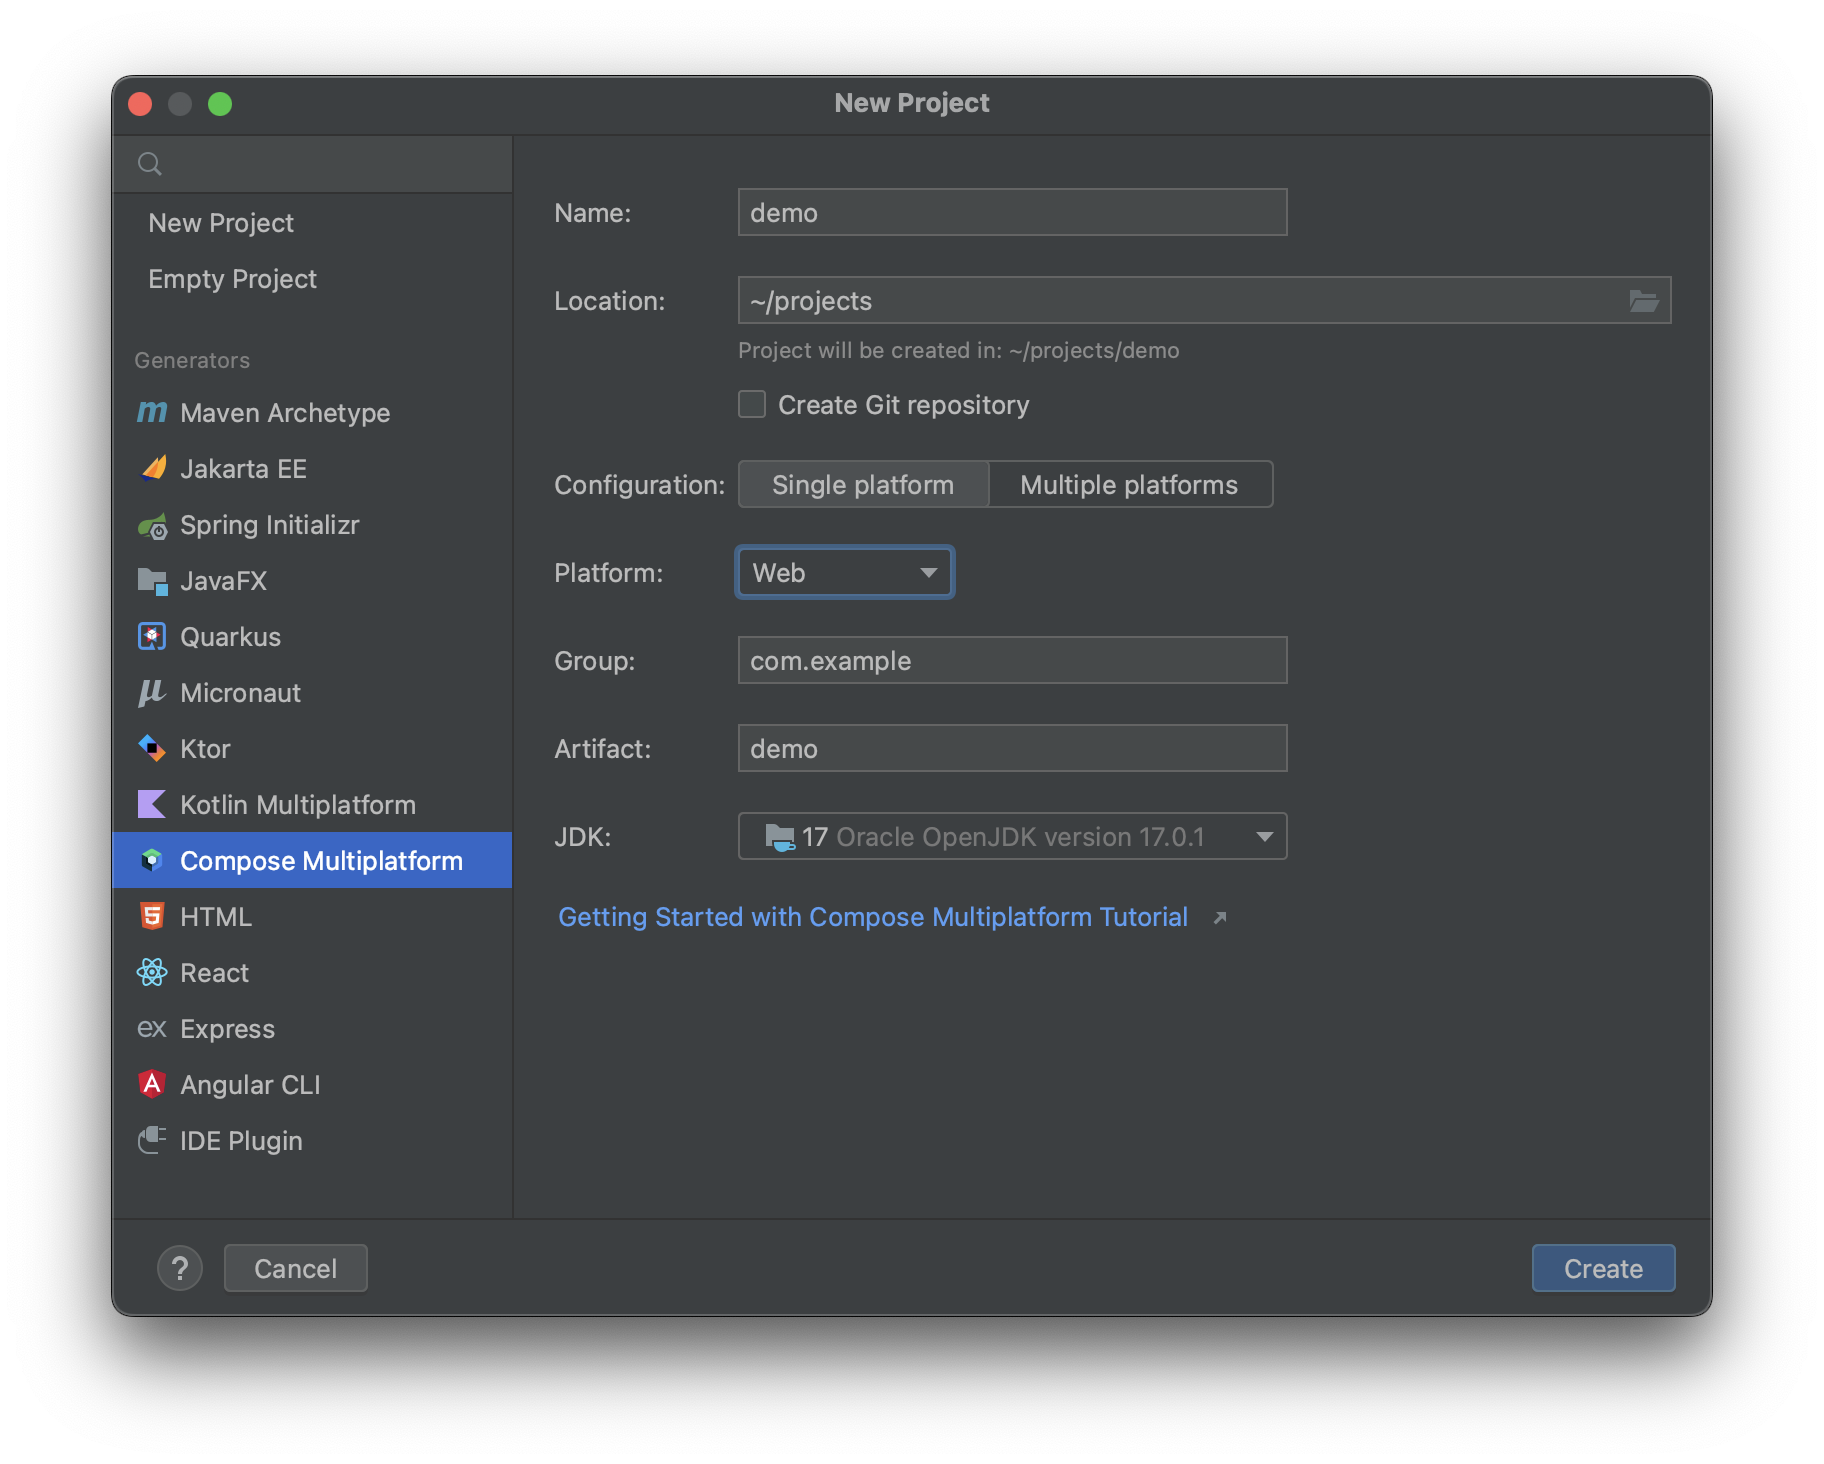 New Project
New Project
Empty Project
Generators
m Maven Archetype
Jakarta EE
Spring Initializr
JavaFX
Quarkus
μ Micronaut
Ktor
Kotlin Multiplatform
Compose Multiplatform
5 HTML
React
ex Express
A Angular CLI
IDE Plugin
Name: demo
Location: ~/projects
Project will be created in: ~/projects/demo
Create Git repository
Configuration: Single platform Multiple platforms
Platform: Web
Group: com.example
Artifact: demo
JDK: 17 Oracle OpenJDK version 17.0.1
Getting Started with Compose Multiplatform Tutorial ↗
? Cancel Create